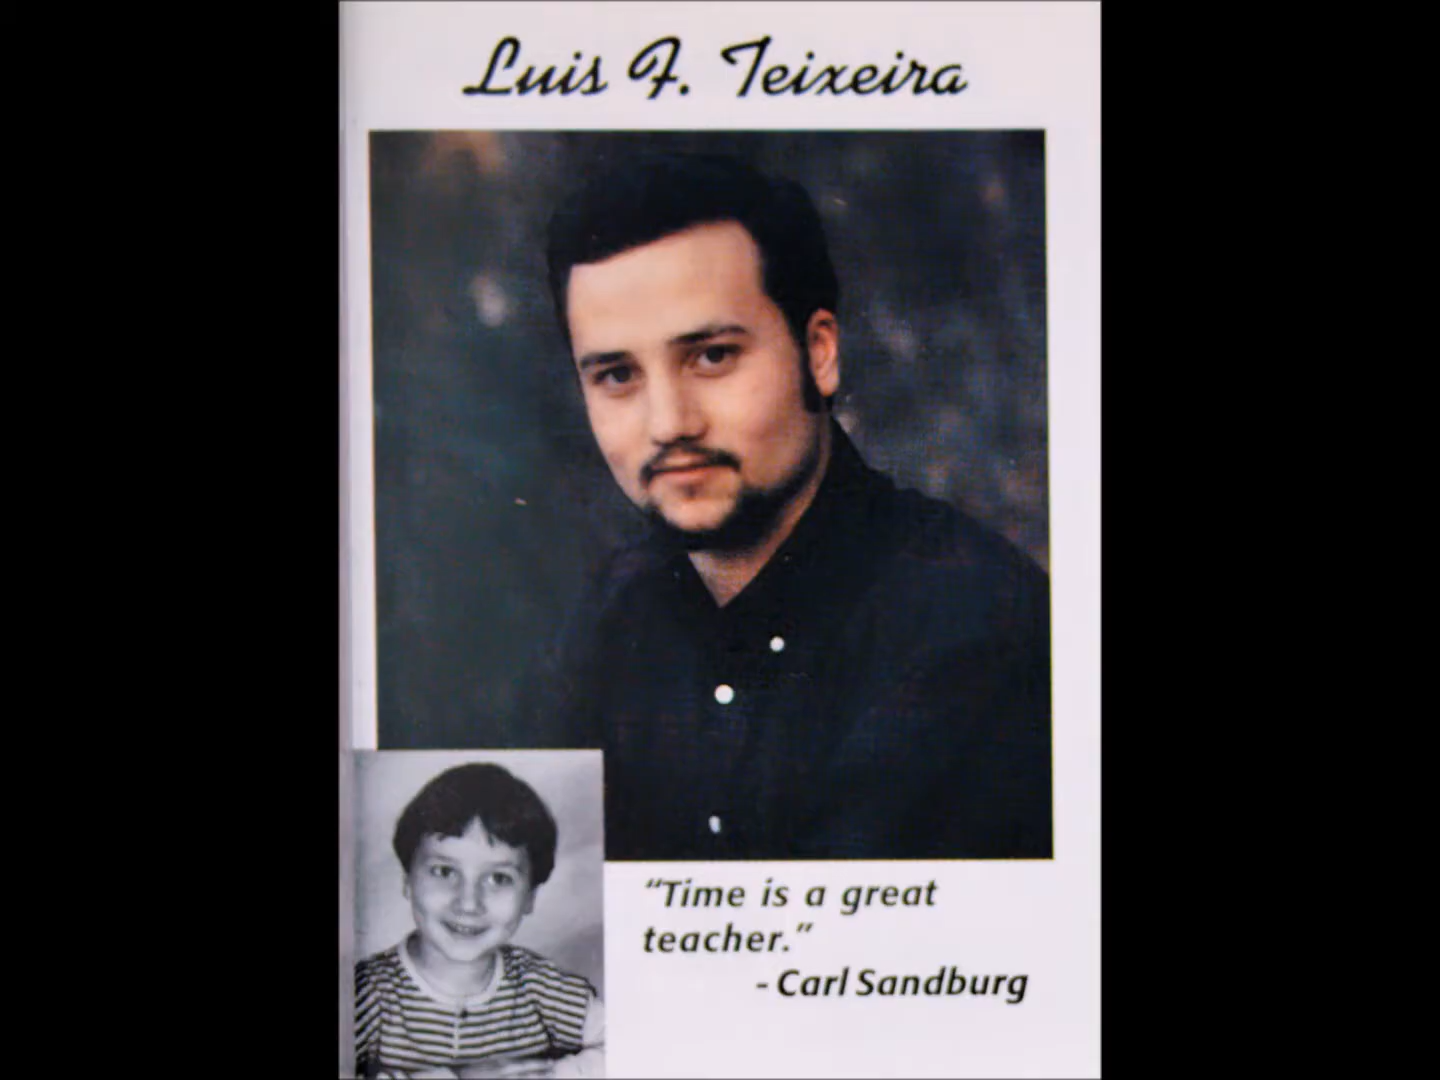 Luis F. Teixeira
“Time is a great
teacher.”
- Carl Sandburg